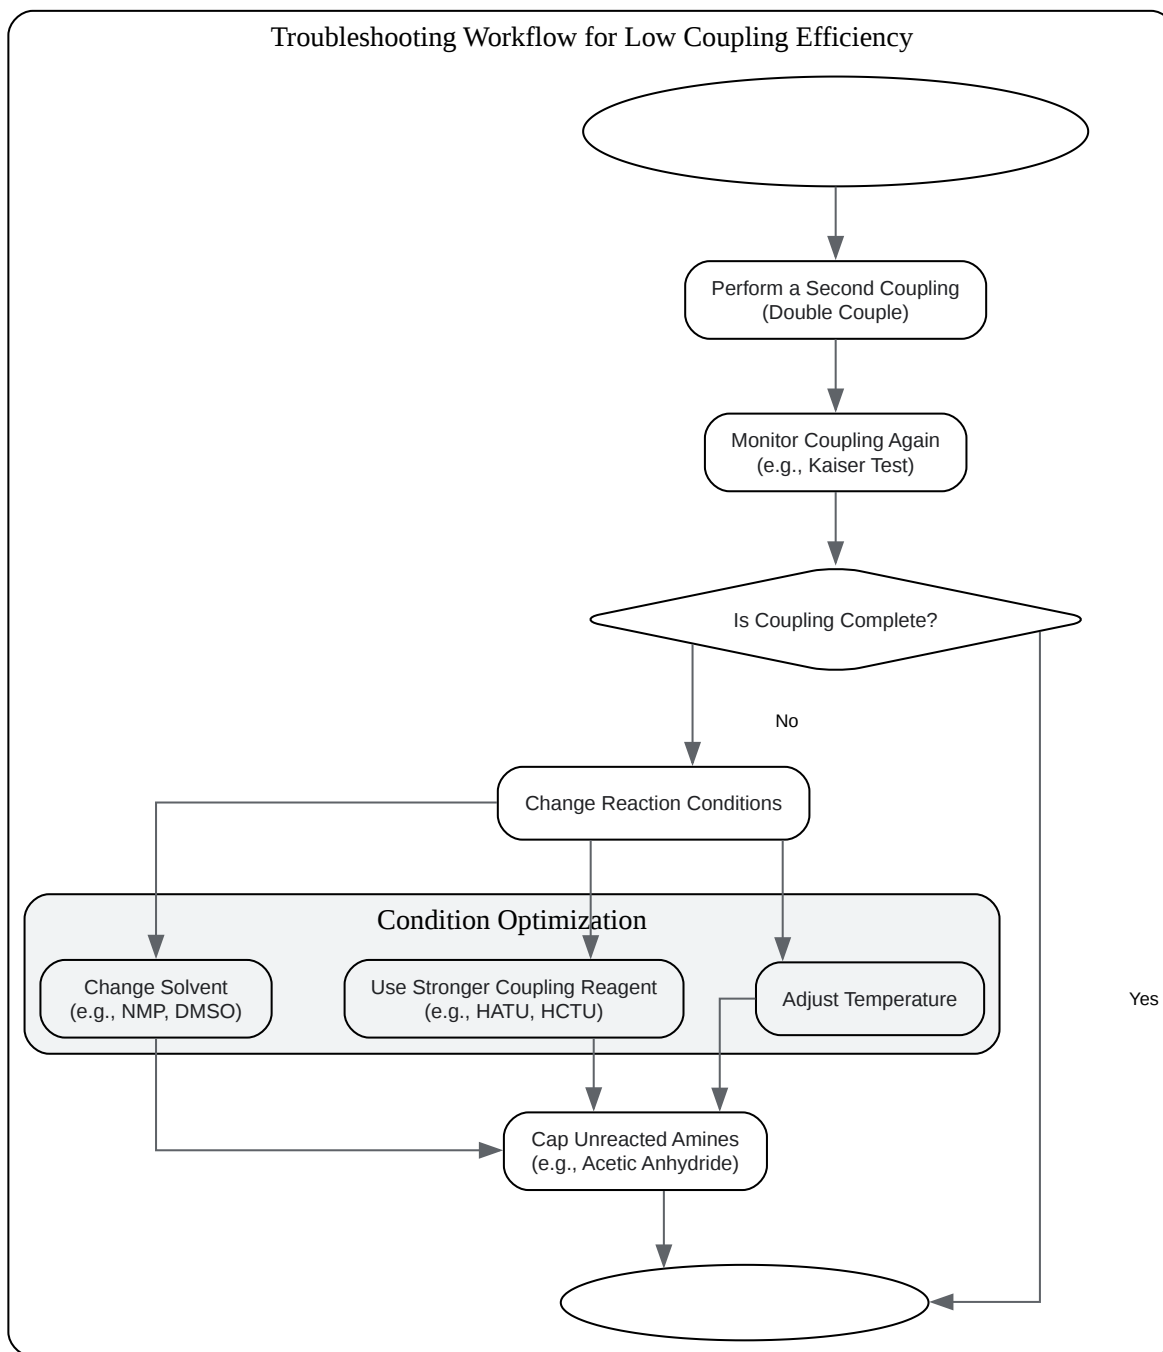 Troubleshooting Workflow for Low Coupling Efficiency
Perform a Second Coupling
(Double Couple)
Monitor Coupling Again
(e.g., Kaiser Test)
Is Coupling Complete?
No
Change Reaction Conditions
Condition Optimization
Change Solvent
(e.g., NMP, DMSO)
Use Stronger Coupling Reagent
(e.g., HATU, HCTU)
Adjust Temperature
Yes
Cap Unreacted Amines
(e.g., Acetic Anhydride)